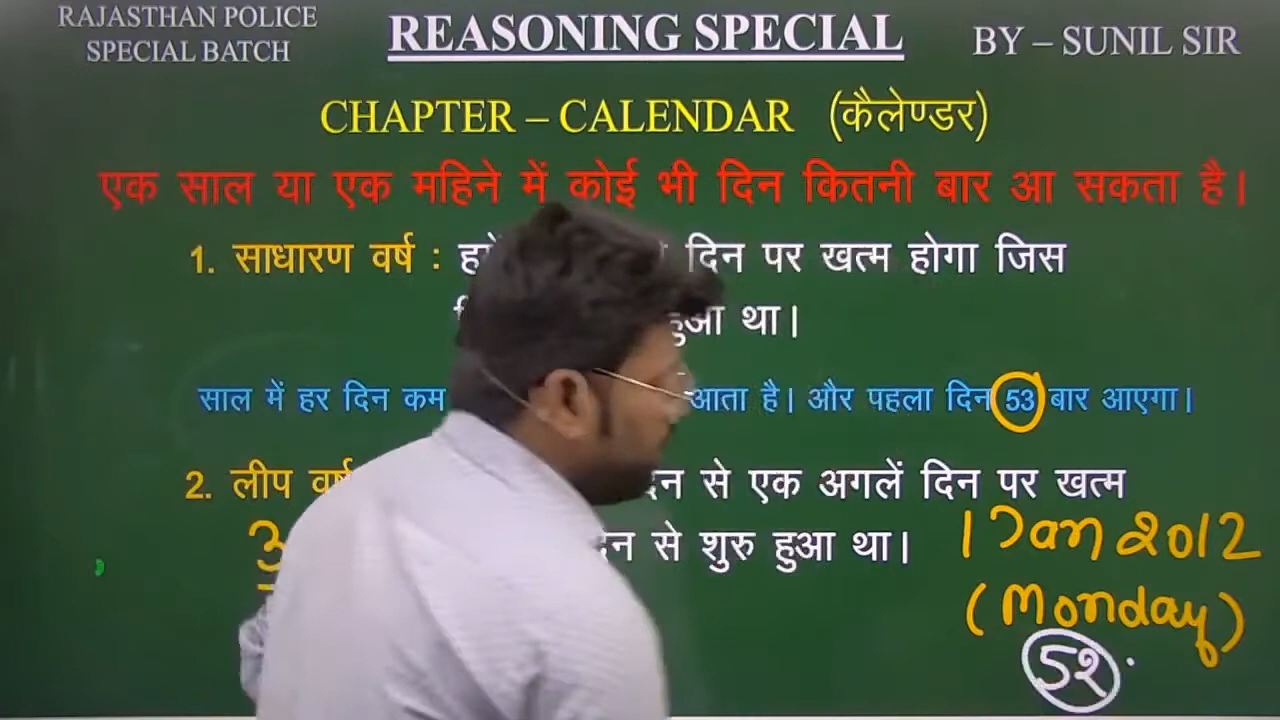 RAJASTHAN POLICE
SPECIAL BATCH
REASONING SPECIAL
BY – SUNIL SIR
CHAPTER – CALENDAR (कैलेण्डर)
एक साल या एक महिने में कोई भी दिन कितनी बार आ सकता है।
1. साधारण वर्ष : दिन पर खत्म होगा जिस
हुआ था।
साल में हर दिन कम आता है। और पहला दिन 53 बार आएगा।
2. लीप वर्ष से एक अगलें दिन पर खत्म
से शुरु हुआ था।
1 Jan 2012
(Monday)
52